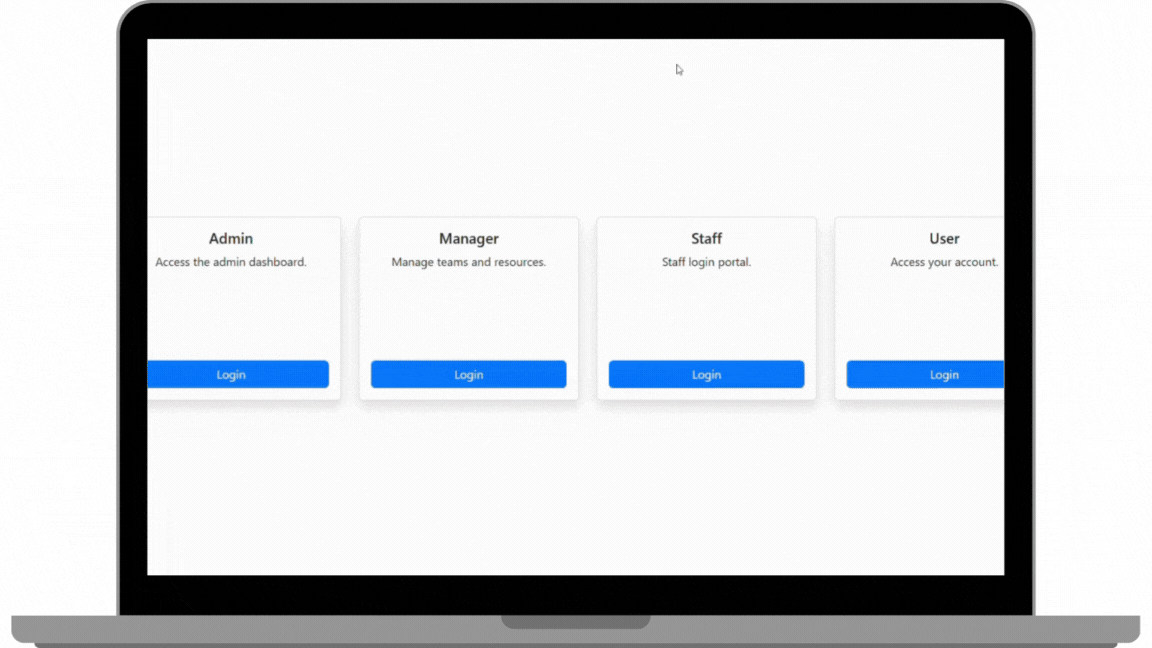 Admin
Access the admin dashboard.
Login
Manager
Manage teams and resources.
Login
Staff
Staff login portal.
Login
User
Access your account.
Login